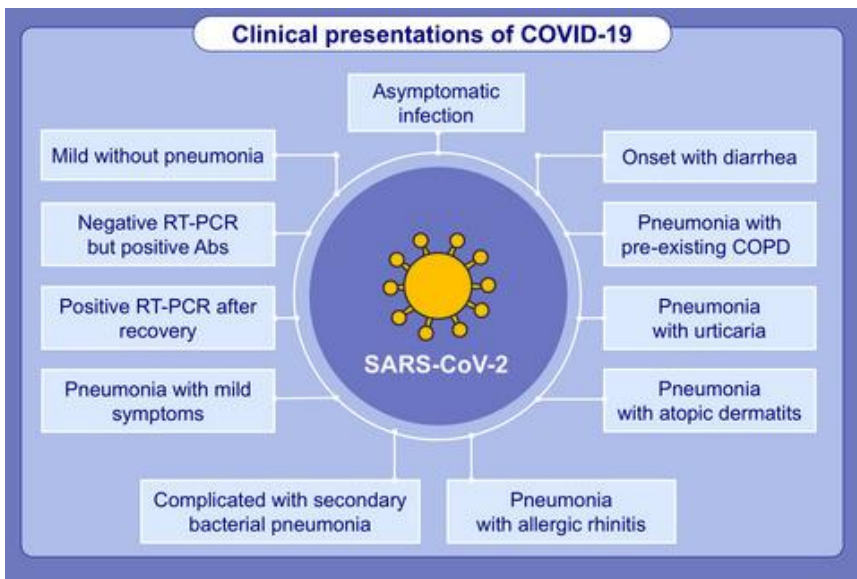 Clinical presentations of COVID-19
Asymptomatic
infection
Mild without pneumonia
Onset with diarrhea
Negative RT-PCR
but positive Abs
Pneumonia with
pre-existing COPD
Positive RT-PCR after
recovery
Pneumonia
with urticaria
SARS-CoV-2
Pneumonia with mild
symptoms
Pneumonia
with atopic dermatits
Complicated with secondary
bacterial pneumonia
Pneumonia
with allergic rhinitis